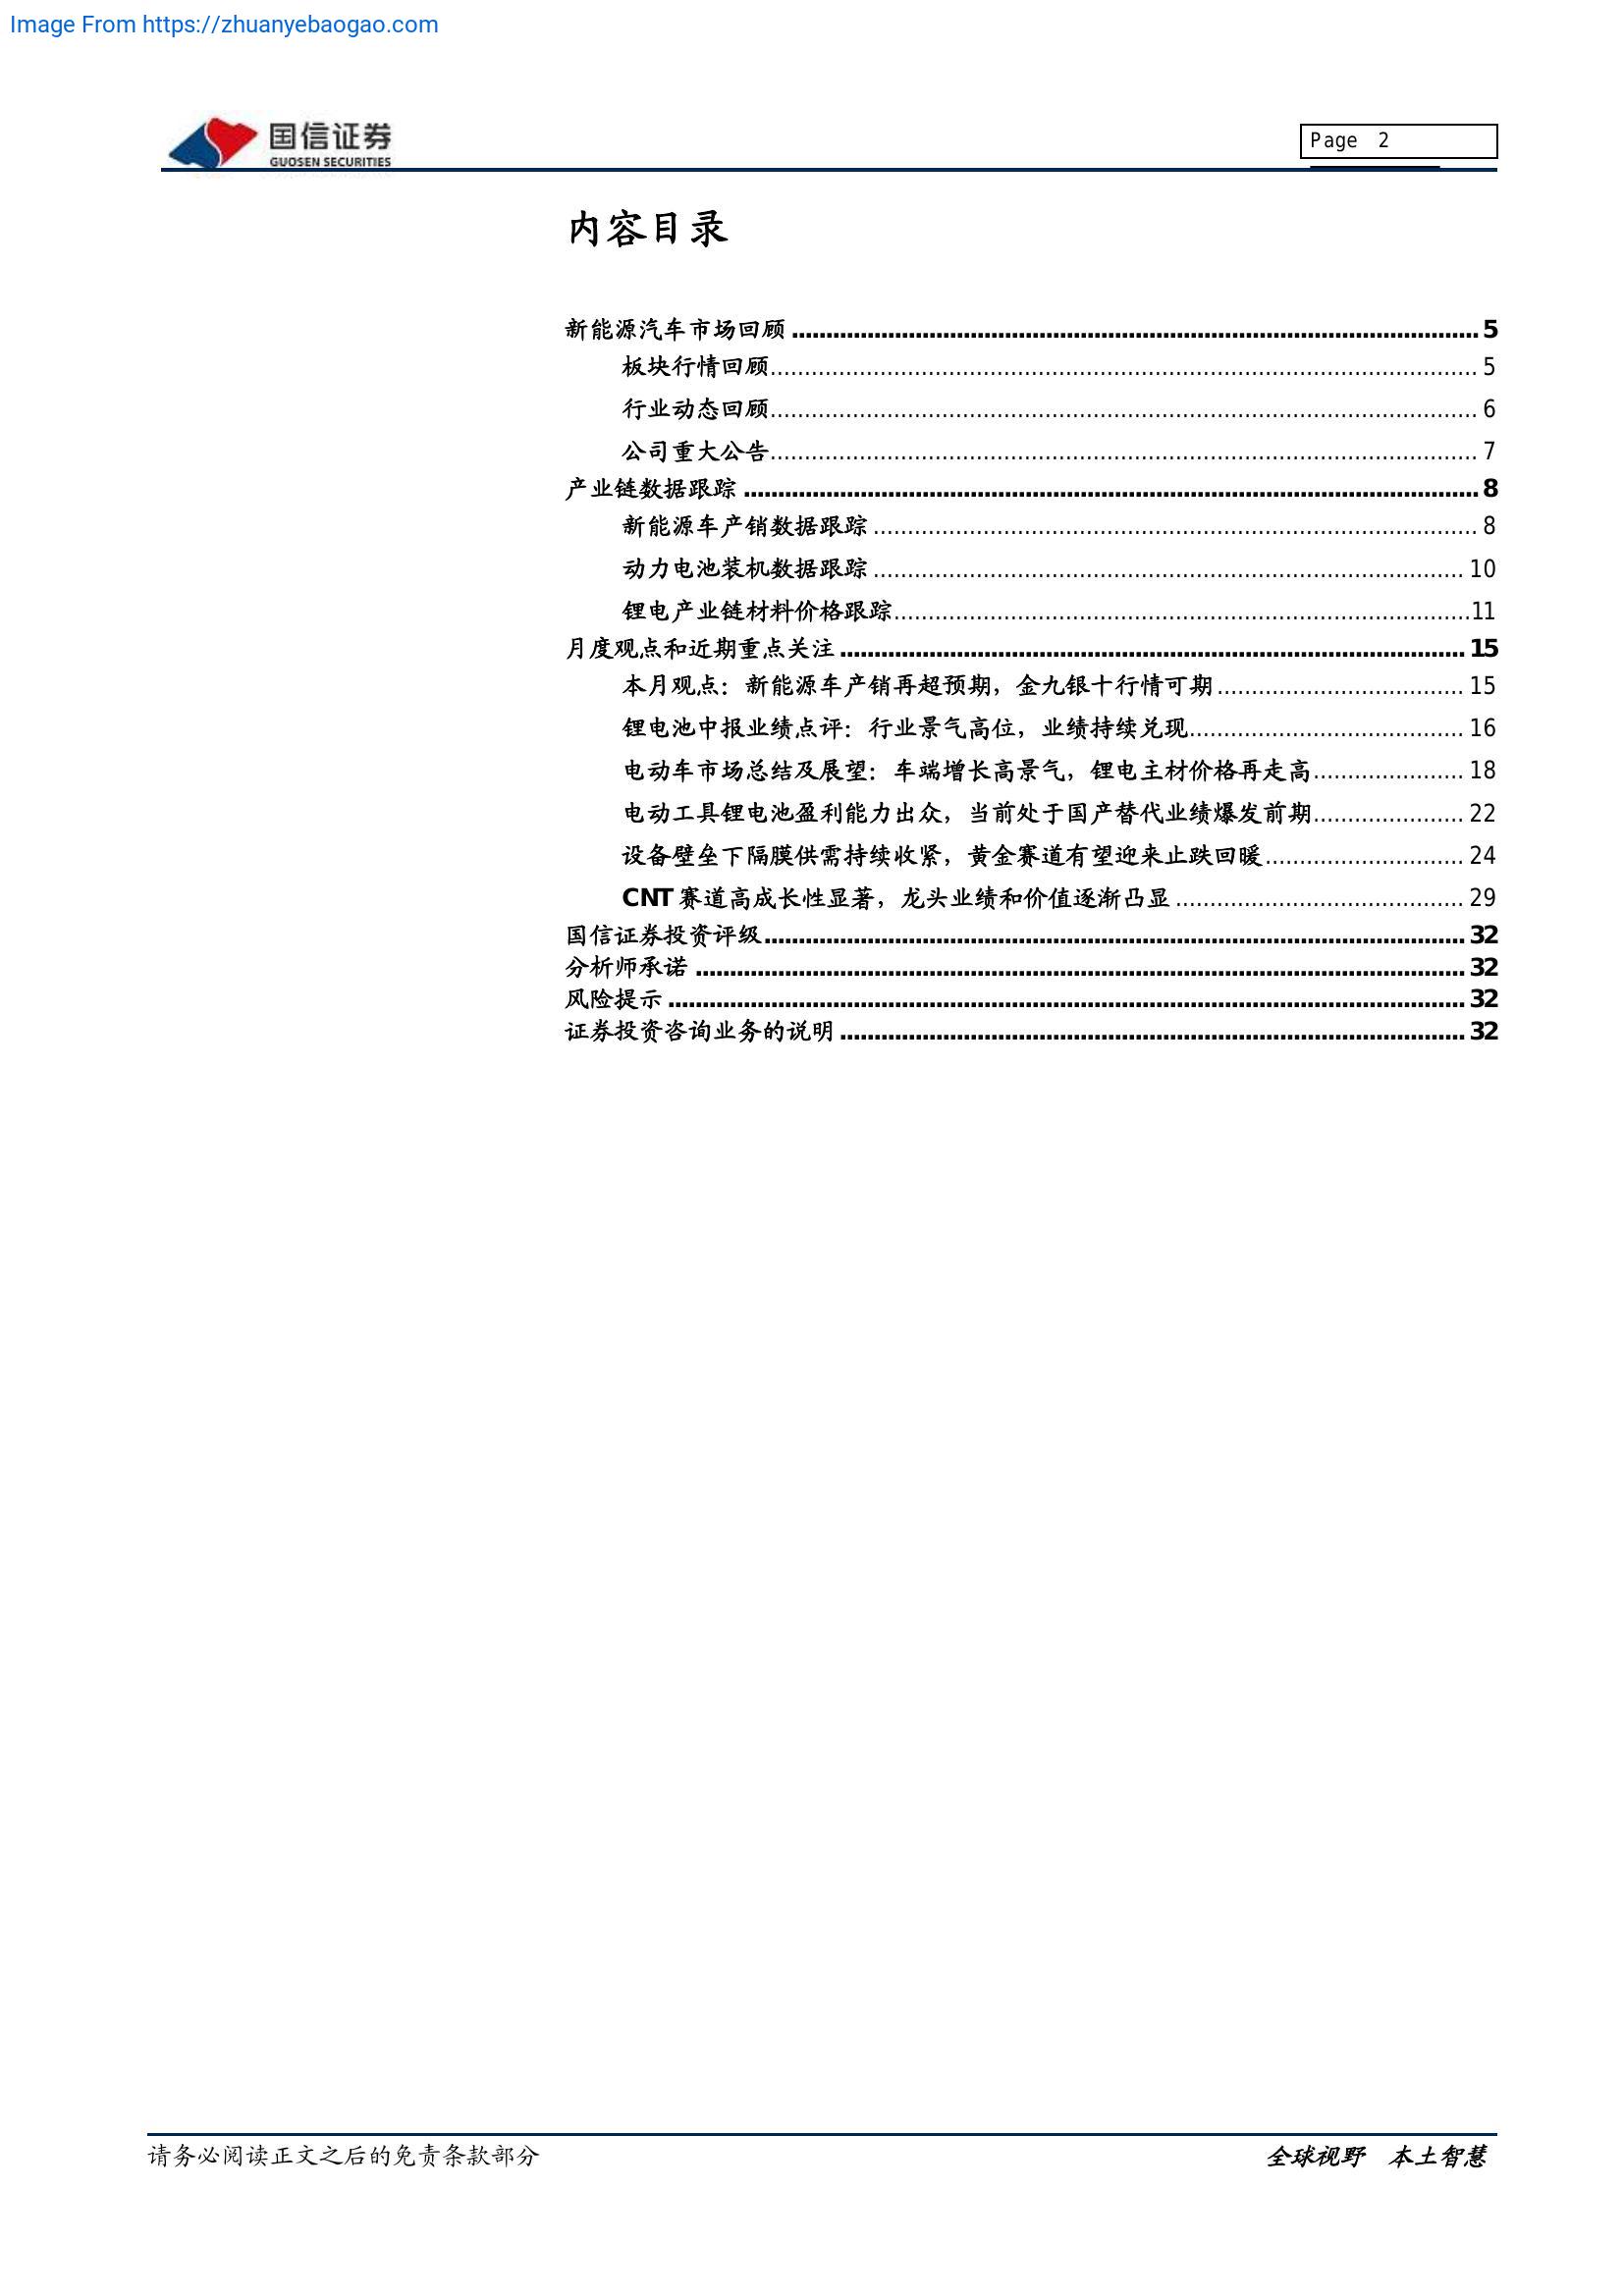 Image From https://zhuanyebaogao.com
国信证券
GUOSEN SECURITIES
Page 2
内容目录
新能源汽车市场回顾 5
板块行情回顾 5
行业动态回顾 6
公司重大公告 7
产业链数据跟踪 8
新能源车产销数据跟踪 8
动力电池装机数据跟踪 10
锂电产业链材料价格跟踪 11
月度观点和近期重点关注 15
本月观点：新能源车产销再超预期，金九银十行情可期 15
锂电池中报业绩点评：行业景气高位，业绩持续兑现 16
电动车市场总结及展望：车端增长高景气，锂电主材价格再走高 18
电动工具锂电池盈利能力出众，当前处于国产替代业绩爆发前期 22
设备壁垒下隔膜供需持续收紧，黄金赛道有望迎来止跌回暖 24
CNT 赛道高成长性显著，龙头业绩和价值逐渐凸显 29
国信证券投资评级 32
分析师承诺 32
风险提示 32
证券投资咨询业务的说明 32
请务必阅读正文之后的免责条款部分
全球视野 本土智慧